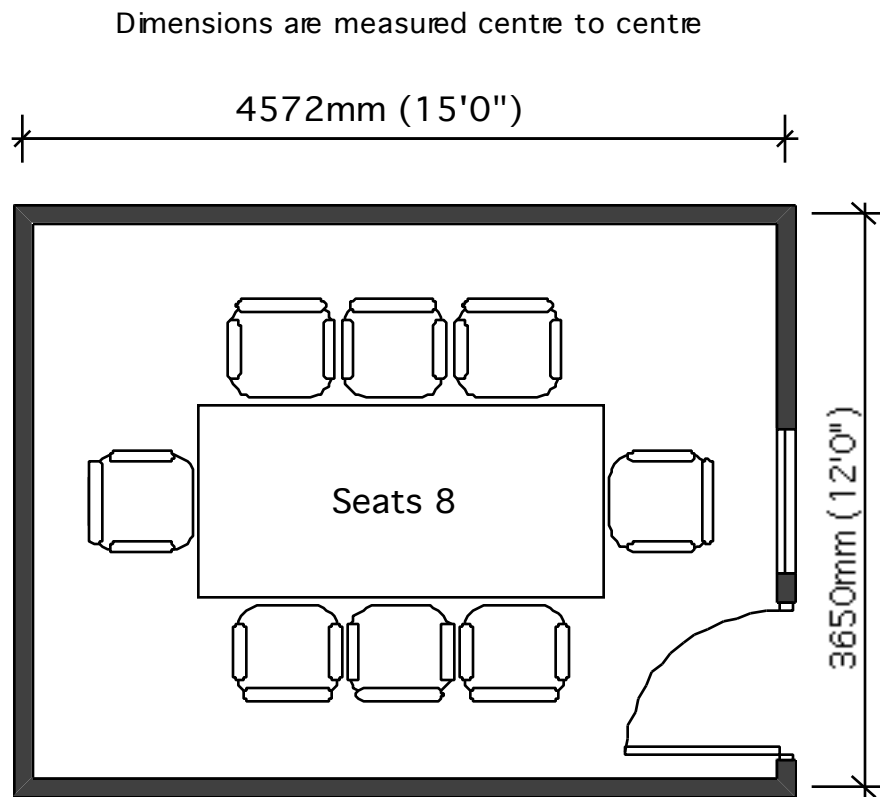 Dimensions are measured centre to centre
4572mm (15'0")
Seats 8
3650mm (12'0")